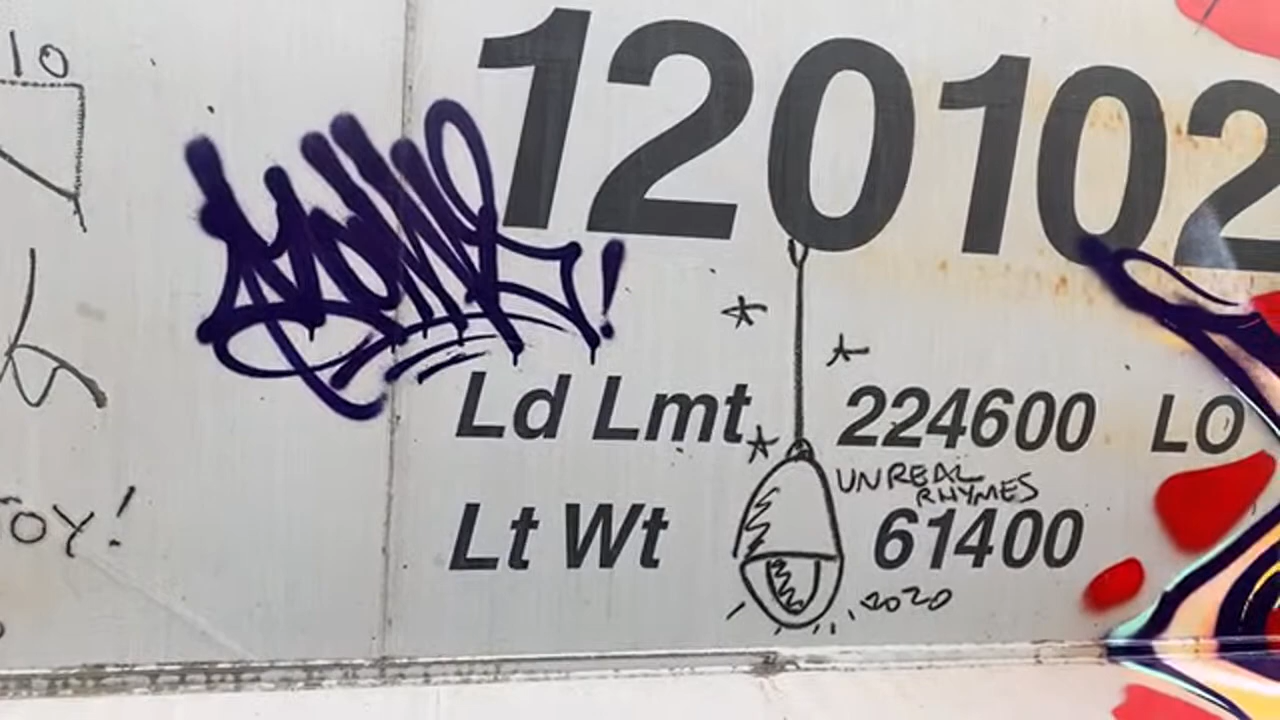 10
120102
Ld Lmt 224600 LO
UNREAL
RHYMES
Lt Wt 61400
2020
OY!